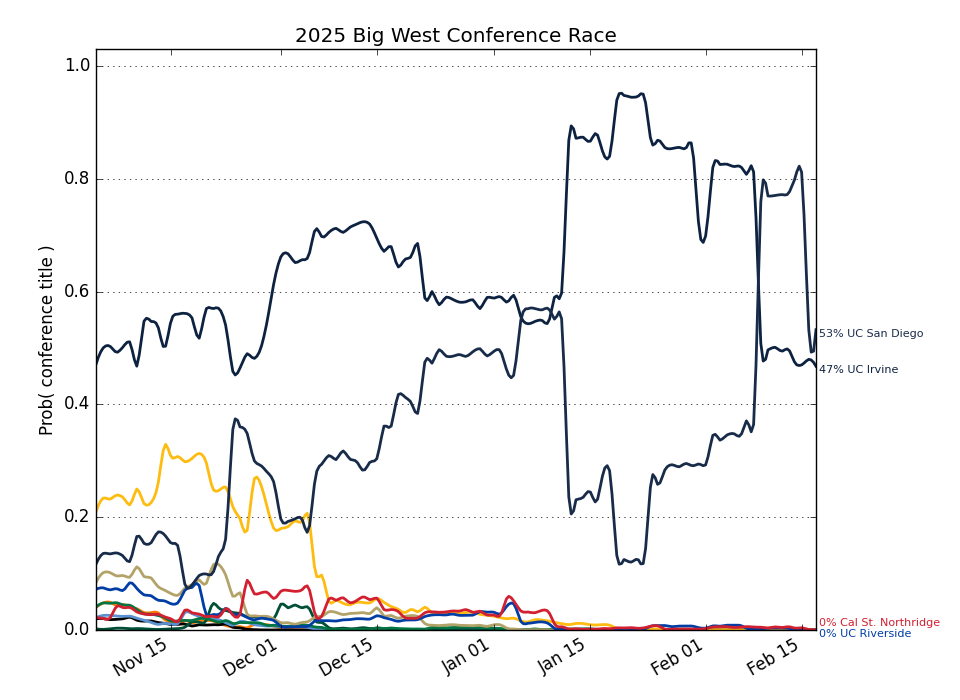 2025 Big West Conference Race
Prob( conference title )
1.0
0.8
0.6
0.4
0.2
0.0
53% UC San Diego
47% UC Irvine
0% Cal St. Northridge
0% UC Riverside
Nov 15
Dec 01
Dec 15
Jan 01
Jan 15
Feb 01
Feb 15